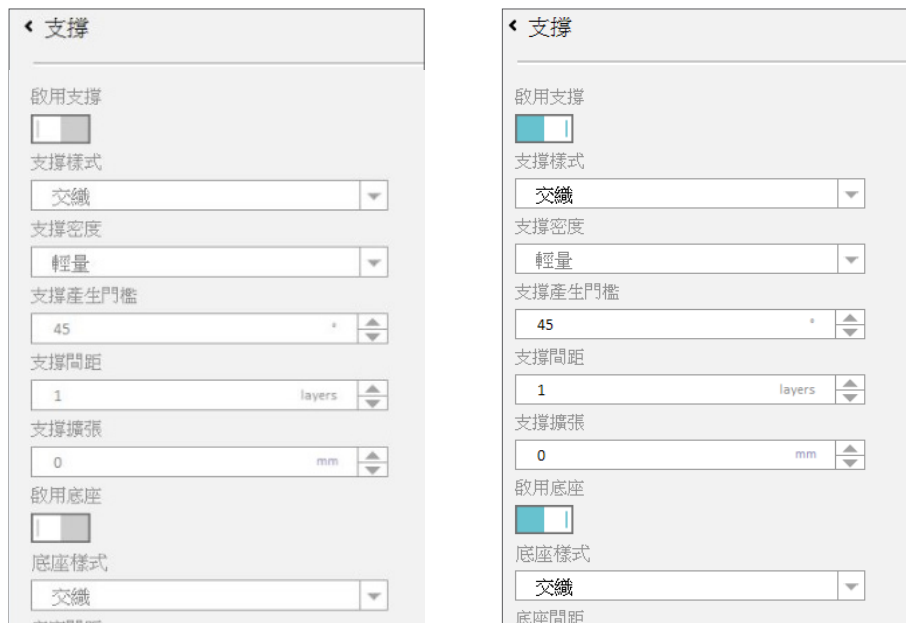 支撐
啟用支撐
支撐樣式
交織
支撐密度
輕量
支撐產生門檻
45 °
支撐間距
1 layers
支撐擴張
0 mm
啟用底座
底座樣式
交織
支撐
啟用支撐
支撐樣式
交織
支撐密度
輕量
支撐產生門檻
45 °
支撐間距
1 layers
支撐擴張
0 mm
啟用底座
底座樣式
交織
底座間距